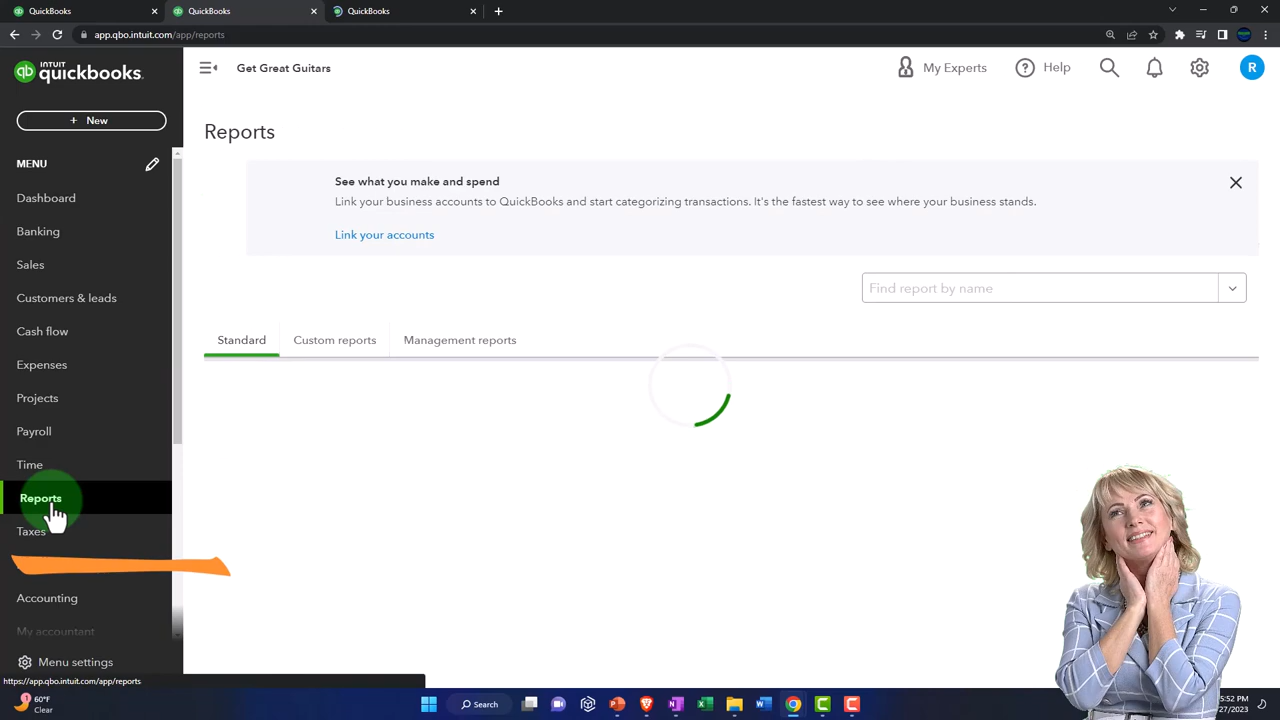 QuickBooks
QuickBooks
QuickBooks
app.qbo.intuit.com/app/reports
INTUIT
quickbooks.
Get Great Guitars
My Experts
Help
R
+ New
Reports
MENU
See what you make and spend
Link your business accounts to QuickBooks and start categorizing transactions. It's the fastest way to see where your business stands.
Link your accounts
Dashboard
Banking
Sales
Customers & leads
Cash flow
Expenses
Projects
Payroll
Time
Reports
Taxes
Accounting
My accountant
Menu settings
Find report by name
Standard
Custom reports
Management reports
https://app.qbo.intuit.com/app/reports
60°F
Clear
Search
5:52 PM
/27/2023